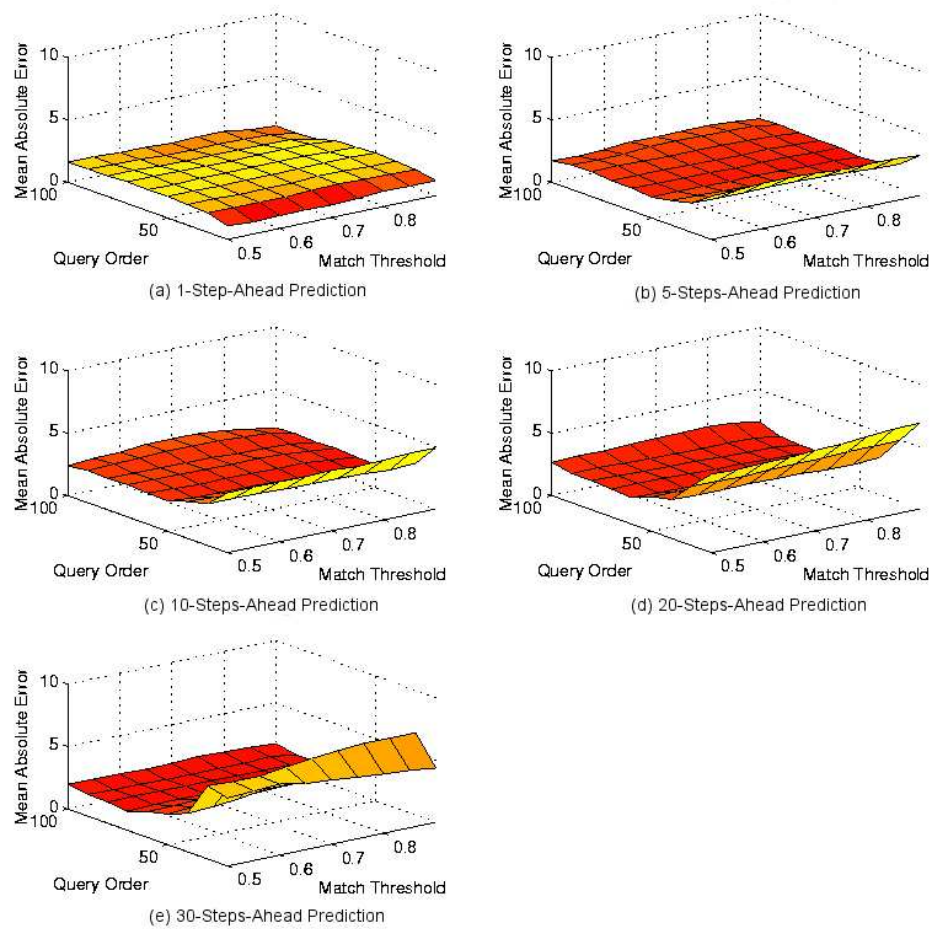 Mean Absolute Error
10
5
0
100
50
Query Order
0.5
0.6
0.7
0.8
Match Threshold
(a) 1-Step-Ahead Prediction
Mean Absolute Error
10
5
0
100
50
Query Order
0.5
0.6
0.7
0.8
Match Threshold
(b) 5-Steps-Ahead Prediction
Mean Absolute Error
10
5
0
100
50
Query Order
0.5
0.6
0.7
0.8
Match Threshold
(c) 10-Steps-Ahead Prediction
Mean Absolute Error
10
5
0
100
50
Query Order
0.5
0.6
0.7
0.8
Match Threshold
(d) 20-Steps-Ahead Prediction
Mean Absolute Error
10
5
0
100
50
Query Order
0.5
0.6
0.7
0.8
Match Threshold
(e) 30-Steps-Ahead Prediction